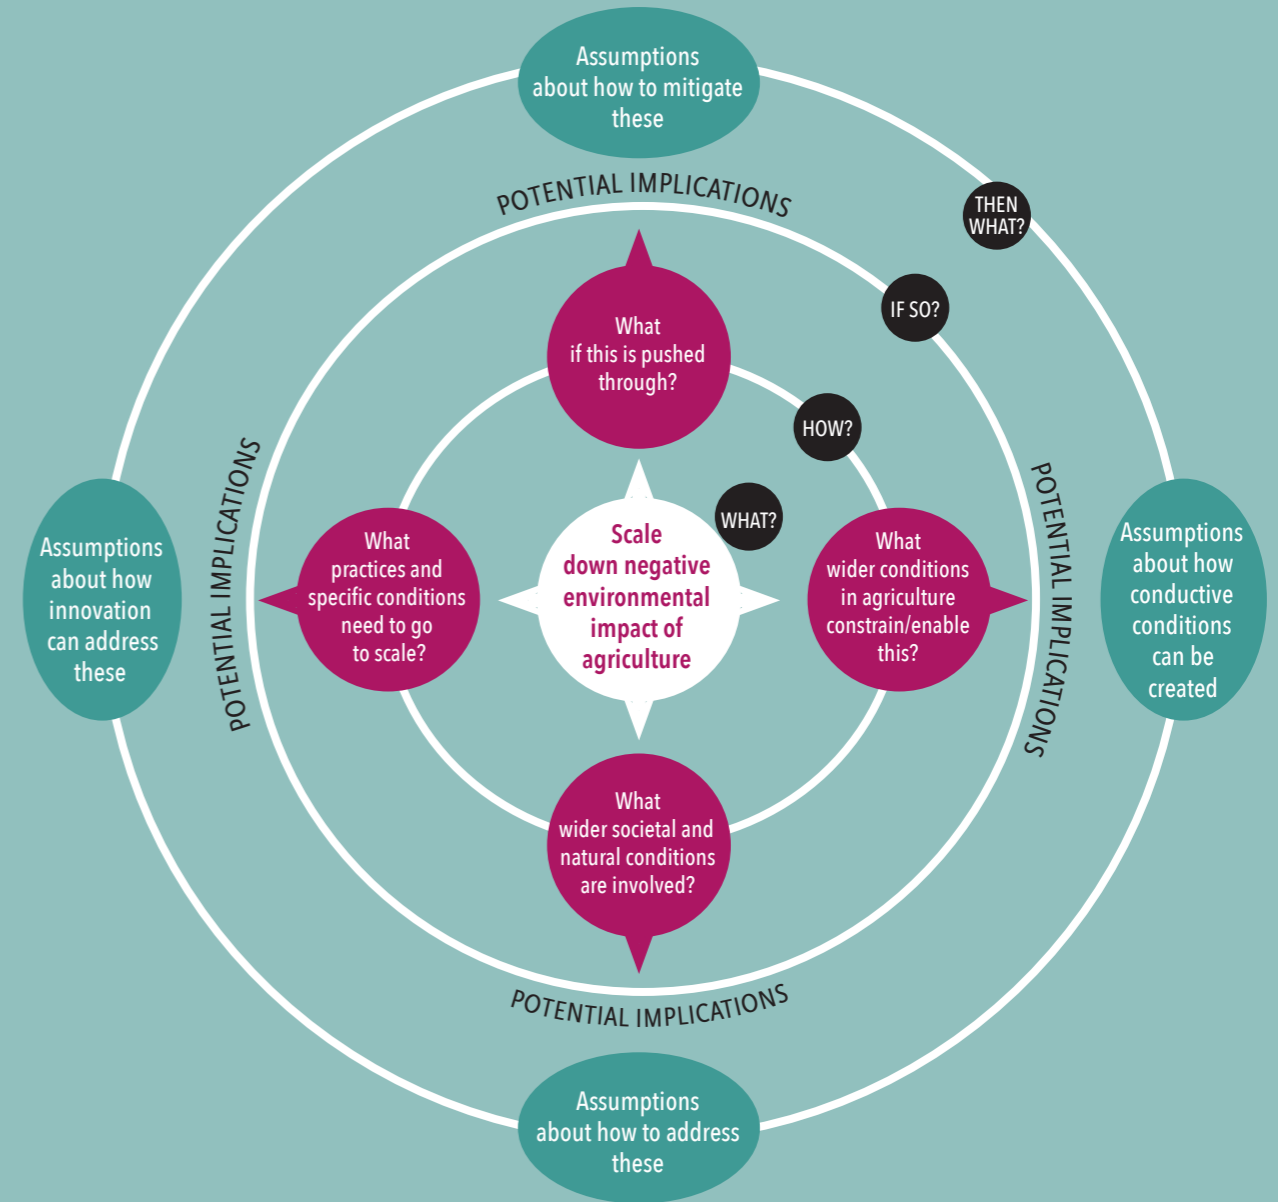 Assumptions
about how to mitigate
these
POTENTIAL IMPLICATIONS
THEN
WHAT?
IF SO?
What
if this is pushed
through?
HOW?
WHAT?
Scale
down negative
environmental
impact of
agriculture
What
practices and
specific conditions
need to go
to scale?
What
wider conditions
in agriculture
constrain/enable
this?
POTENTIAL IMPLICATIONS
POTENTIAL IMPLICATIONS
Assumptions
about how
innovation
can address
these
Assumptions
about how
conductive
conditions
can be
created
What
wider societal and
natural conditions
are involved?
POTENTIAL IMPLICATIONS
Assumptions
about how to address
these